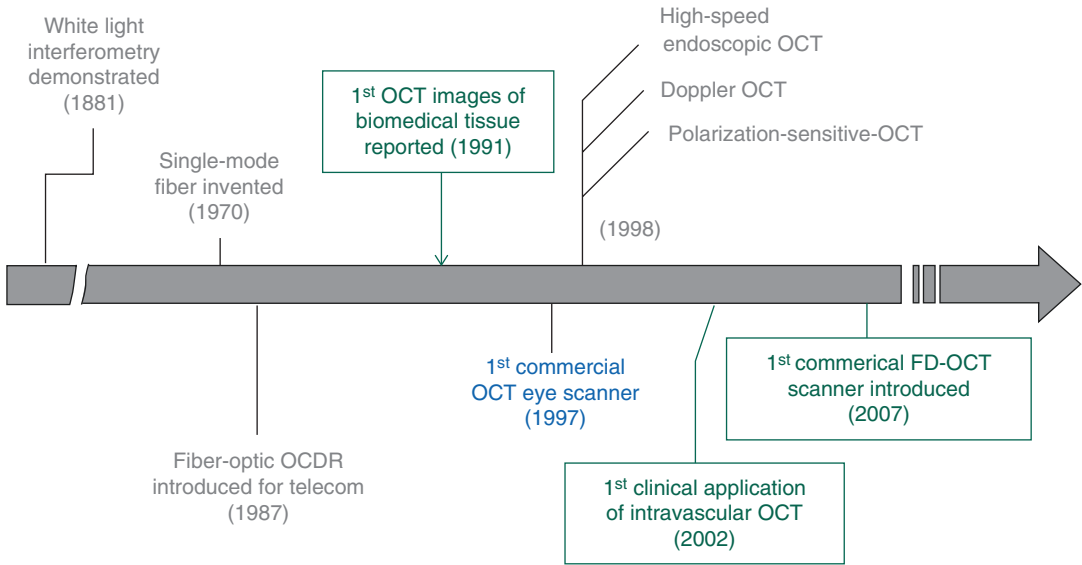 White light
interferometry
demonstrated
(1881)
Single-mode
fiber invented
(1970)
1st OCT images of
biomedical tissue
reported (1991)
High-speed
endoscopic OCT
Doppler OCT
Polarization-sensitive-OCT
(1998)
Fiber-optic OCDR
introduced for telecom
(1987)
1st commercial
OCT eye scanner
(1997)
1st clinical application
of intravascular OCT
(2002)
1st commerical FD-OCT
scanner introduced
(2007)